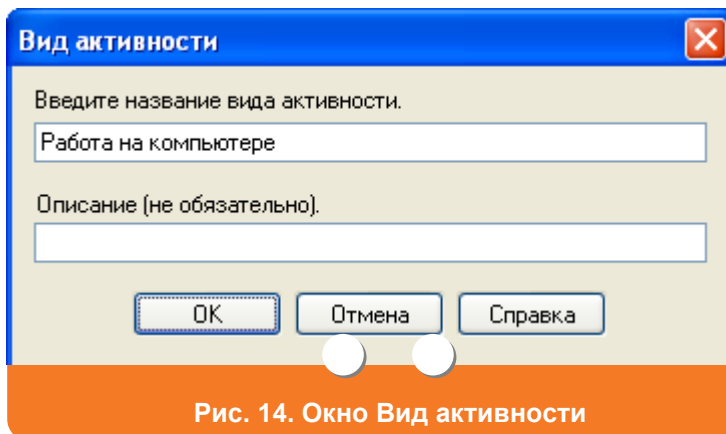 Вид активности
Введите название вида активности.
Работа на компьютере
Описание (не обязательно).
ОК Отмена Справка
Рис. 14. Окно Вид активности